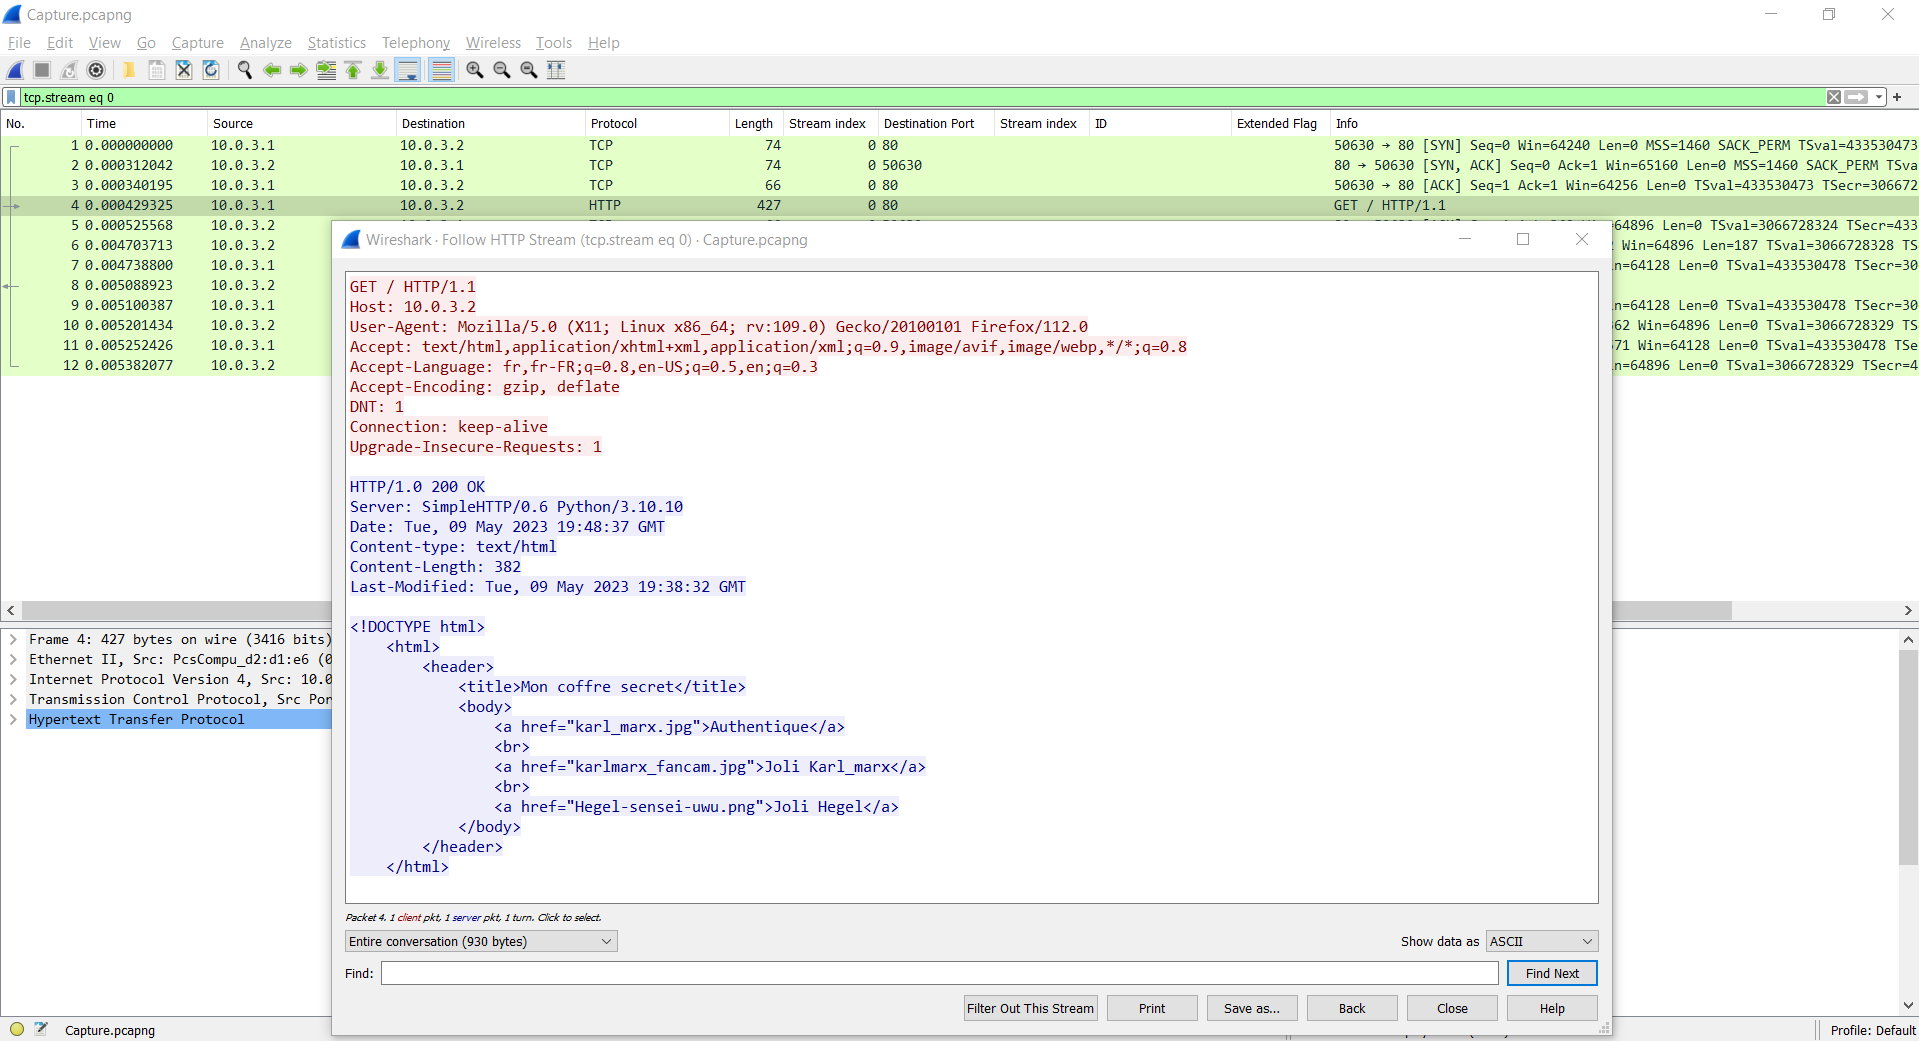 Capture.pcapng
File Edit View Go Capture Analyze Statistics Telephony Wireless Tools Help
tcp.stream eq 0
No. Time Source Destination Protocol Length Stream index Destination Port Stream index ID Extended Flag Info
1 0.000000000 10.0.3.1 10.0.3.2 TCP 74 0 80 50630 → 80 [SYN] Seq=0 Win=64240 Len=0 MSS=1460 SACK_PERM TSval=433530473
2 0.000312042 10.0.3.2 10.0.3.1 TCP 74 0 50630 80 → 50630 [SYN, ACK] Seq=0 Ack=1 Win=65160 Len=0 MSS=1460 SACK_PERM TSva
3 0.000340195 10.0.3.1 10.0.3.2 TCP 66 0 80 50630 → 80 [ACK] Seq=1 Ack=1 Win=64256 Len=0 TSval=433530473 TSecr=306672
4 0.000429325 10.0.3.1 10.0.3.2 HTTP 427 0 80 GET / HTTP/1.1
5 0.000525568 10.0.3.2 =64896 Len=0 TSval=3066728324 TSecr=433
6 0.004703713 10.0.3.2 Win=64896 Len=187 TSval=3066728328 TS
7 0.004738800 10.0.3.1 n=64128 Len=0 TSval=433530478 TSecr=30
8 0.005088923 10.0.3.2
9 0.005100387 10.0.3.1 n=64128 Len=0 TSval=433530478 TSecr=30
10 0.005201434 10.0.3.2 62 Win=64896 Len=0 TSval=3066728329 TS
11 0.005252426 10.0.3.1 71 Win=64128 Len=0 TSval=433530478 TSe
12 0.005382077 10.0.3.2 n=64896 Len=0 TSval=3066728329 TSecr=4
Wireshark · Follow HTTP Stream (tcp.stream eq 0) · Capture.pcapng
GET / HTTP/1.1
Host: 10.0.3.2
User-Agent: Mozilla/5.0 (X11; Linux x86_64; rv:109.0) Gecko/20100101 Firefox/112.0
Accept: text/html,application/xhtml+xml,application/xml;q=0.9,image/avif,image/webp,*/*;q=0.8
Accept-Language: fr,fr-FR;q=0.8,en-US;q=0.5,en;q=0.3
Accept-Encoding: gzip, deflate
DNT: 1
Connection: keep-alive
Upgrade-Insecure-Requests: 1
HTTP/1.0 200 OK
Server: SimpleHTTP/0.6 Python/3.10.10
Date: Tue, 09 May 2023 19:48:37 GMT
Content-type: text/html
Content-Length: 382
Last-Modified: Tue, 09 May 2023 19:38:32 GMT
<!DOCTYPE html>
<html>
<header>
<title>Mon coffre secret</title>
<body>
<a href="karl_marx.jpg">Authentique</a>
<br>
<a href="karlmarx_fancam.jpg">Joli Karl_marx</a>
<br>
<a href="Hegel-sensei-uwu.png">Joli Hegel</a>
</body>
</header>
</html>
Packet 4. 1 client pkt, 1 server pkt, 1 turn. Click to select.
Entire conversation (930 bytes) Show data as ASCII
Find: Find Next
Filter Out This Stream Print Save as... Back Close Help
Frame 4: 427 bytes on wire (3416 bits)
Ethernet II, Src: PcsCompu_d2:d1:e6 (0
Internet Protocol Version 4, Src: 10.0
Transmission Control Protocol, Src Por
Hypertext Transfer Protocol
Capture.pcapng Profile: Default